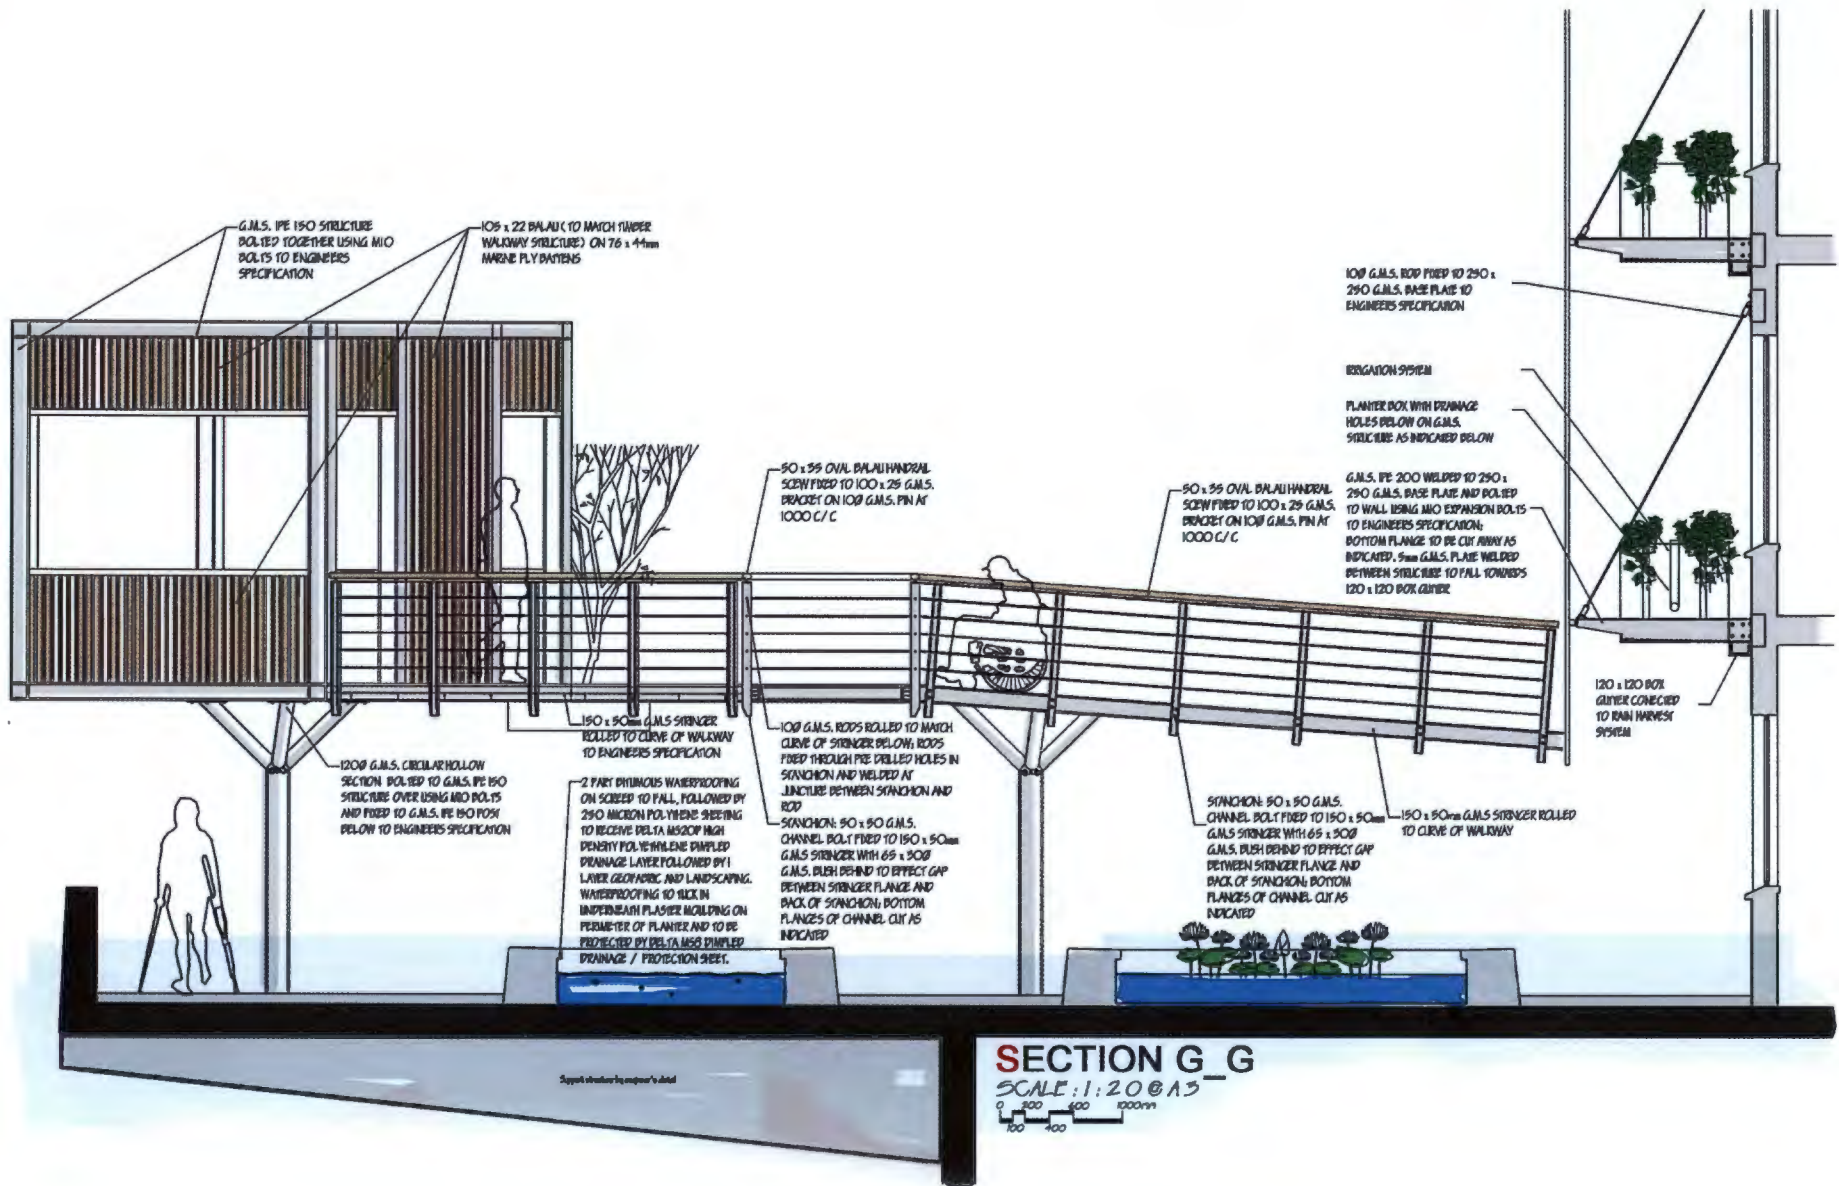 G.M.S. IPE 150 STRUCTURE
BOLTED TOGETHER USING M10
BOLTS TO ENGINEERS
SPECIFICATION
105 x 22 BALAU ( TO MATCH TIMBER
WALKWAY STRUCTURE) ON 76 x 44mm
MARINE PLY BATTENS
10Ø G.M.S. ROD FIXED TO 250 x
250 G.M.S. BASE PLATE TO
ENGINEERS SPECIFICATION
IRRIGATION SYSTEM
PLANTER BOX WITH DRAINAGE
HOLES BELOW ON G.M.S.
STRUCTURE AS INDICATED BELOW
G.M.S. IPE 200 WELDED TO 250 x
250 G.M.S. BASE PLATE AND BOLTED
TO WALL USING M10 EXPANSION BOLTS
TO ENGINEERS SPECIFICATION;
BOTTOM FLANGE TO BE CUT AWAY AS
INDICATED. 5mm G.M.S. PLATE WELDED
BETWEEN STRUCTURE TO FALL TOWARDS
120 x 120 BOX GUTTER
50 x 35 OVAL BALAU HANDRAIL
SCEW FIXED TO 100 x 25 G.M.S.
BRACKET ON 10Ø G.M.S. PIN AT
1000 C/C
50 x 35 OVAL BALAU HANDRAIL
SCEW FIXED TO 100 x 25 G.M.S.
BRACKET ON 10Ø G.M.S. PIN AT
1000 C/C
120 x 120 BOX
GUTTER CONECTED
TO RAIN HARVEST
SYSTEM
150 x 50mm G.M.S STRINGER
ROLLED TO CURVE OF WALKWAY
TO ENGINEERS SPECIFICATION
10Ø G.M.S. RODS ROLLED TO MATCH
CURVE OF STRINGER BELOW; RODS
FIXED THROUGH PRE DRILLED HOLES IN
STANCHION AND WELDED AT
JUNCTURE BETWEEN STANCHION AND
ROD
120Ø G.M.S. CIRCULAR HOLLOW
SECTION BOLTED TO G.M.S. IPE 150
STRUCTURE OVER USING M10 BOLTS
AND FIXED TO G.M.S. IPE 150 POST
BELOW TO ENGINEERS SPECIFICATION
2 PART BITUMOUS WATERPROOFING
ON SCREED TO FALL, FOLLOWED BY
250 MICRON POLYTHENE SHEETING
TO RECEIVE DELTA MS20P HIGH
DENSITY POLYETHYLENE DIMPLED
DRAINAGE LAYER FOLLOWED BY 1
LAYER GEOFABRIC AND LANDSCAPING.
WATERPROOFING TO TUCK IN
UNDERNEATH PLASTER MOULDING ON
PERIMETER OF PLANTER AND TO BE
PROTECTED BY DELTA MS8 DIMPLED
DRAINAGE / PROTECTION SHEET.
STANCHION: 50 x 50 G.M.S.
CHANNEL BOLT FIXED TO 150 x 50mm
G.M.S STRINGER WITH 65 x 30Ø
G.M.S. BUSH BEHIND TO EFFECT GAP
BETWEEN STRINGER FLANGE AND
BACK OF STANCHION; BOTTOM
FLANGES OF CHANNEL CUT AS
INDICATED
STANCHION: 50 x 50 G.M.S.
CHANNEL BOLT FIXED TO 150 x 50mm
G.M.S STRINGER WITH 65 x 30Ø
G.M.S. BUSH BEHIND TO EFFECT GAP
BETWEEN STRINGER FLANGE AND
BACK OF STANCHION; BOTTOM
FLANGES OF CHANNEL CUT AS
INDICATED
150 x 50mm G.M.S STRINGER ROLLED
TO CURVE OF WALKWAY
Support structure by engineer's detail
SECTION G_G
SCALE : 1 : 20 @ A3
0 200 600 1000mm
100 400